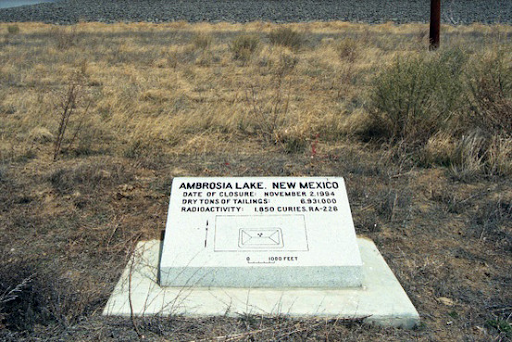 AMBROSIA LAKE, NEW MEXICO
DATE OF CLOSURE: NOVEMBER 2,1994
DRY TONS OF TAILINGS: 6,931,000
RADIOACTIVITY: 1,850 CURIES,RA-226
0 1000 FEET